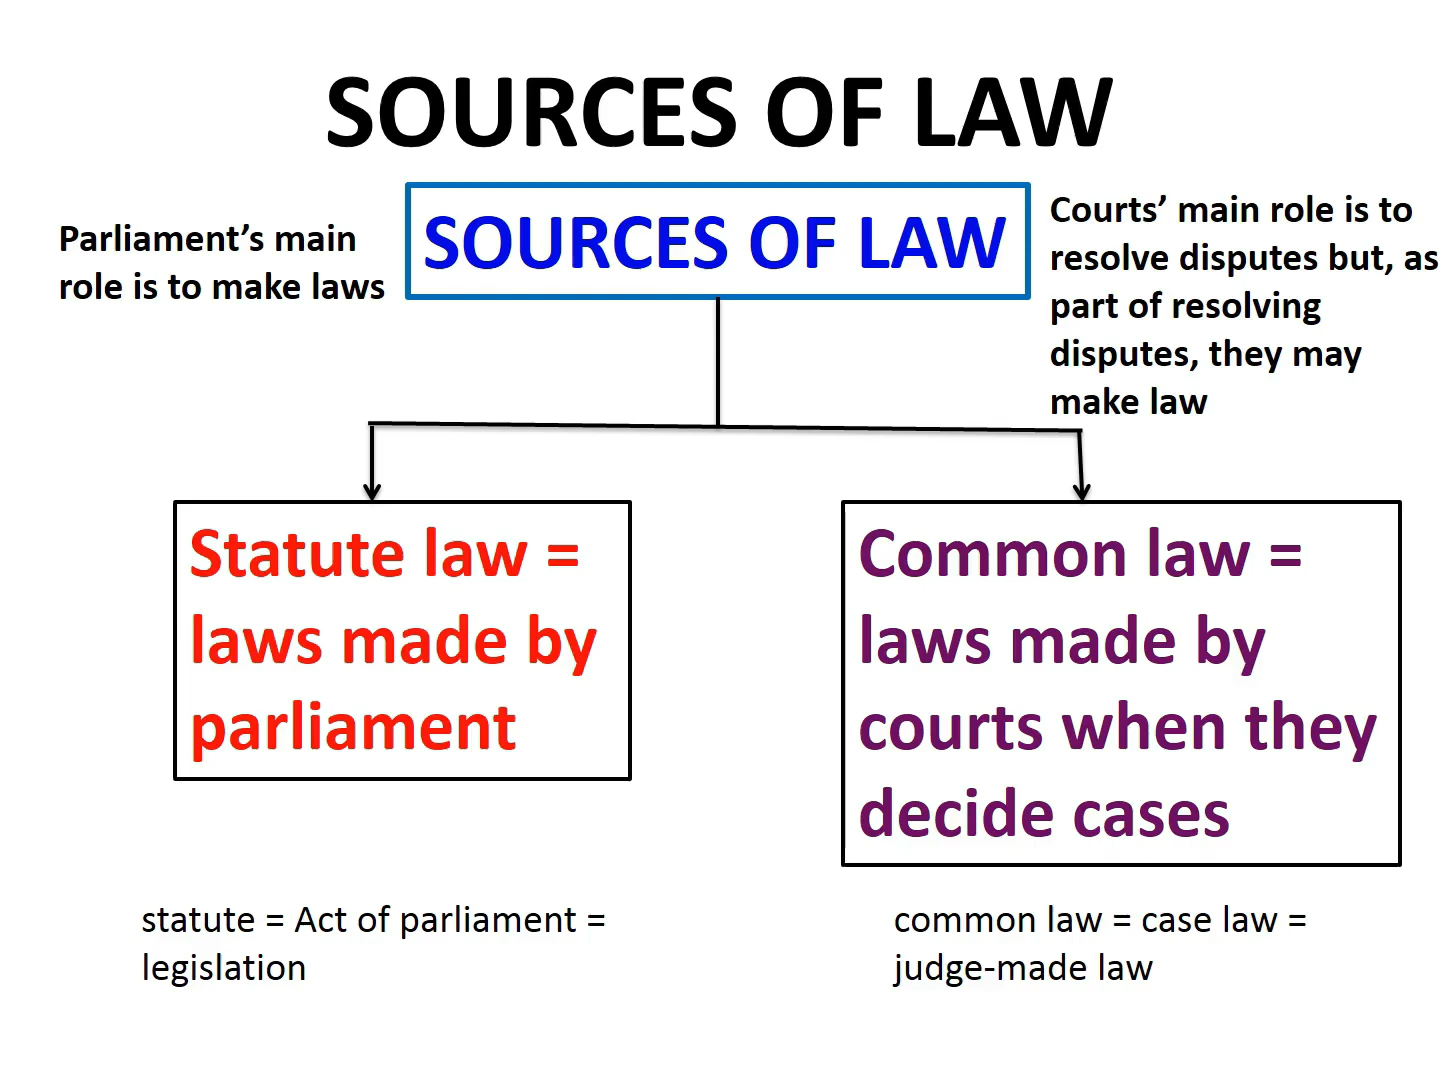 SOURCES OF LAW
Parliament’s main
role is to make laws
SOURCES OF LAW
Courts’ main role is to
resolve disputes but, as
part of resolving
disputes, they may
make law
Statute law =
laws made by
parliament
Common law =
laws made by
courts when they
decide cases
statute = Act of parliament =
legislation
common law = case law =
judge-made law